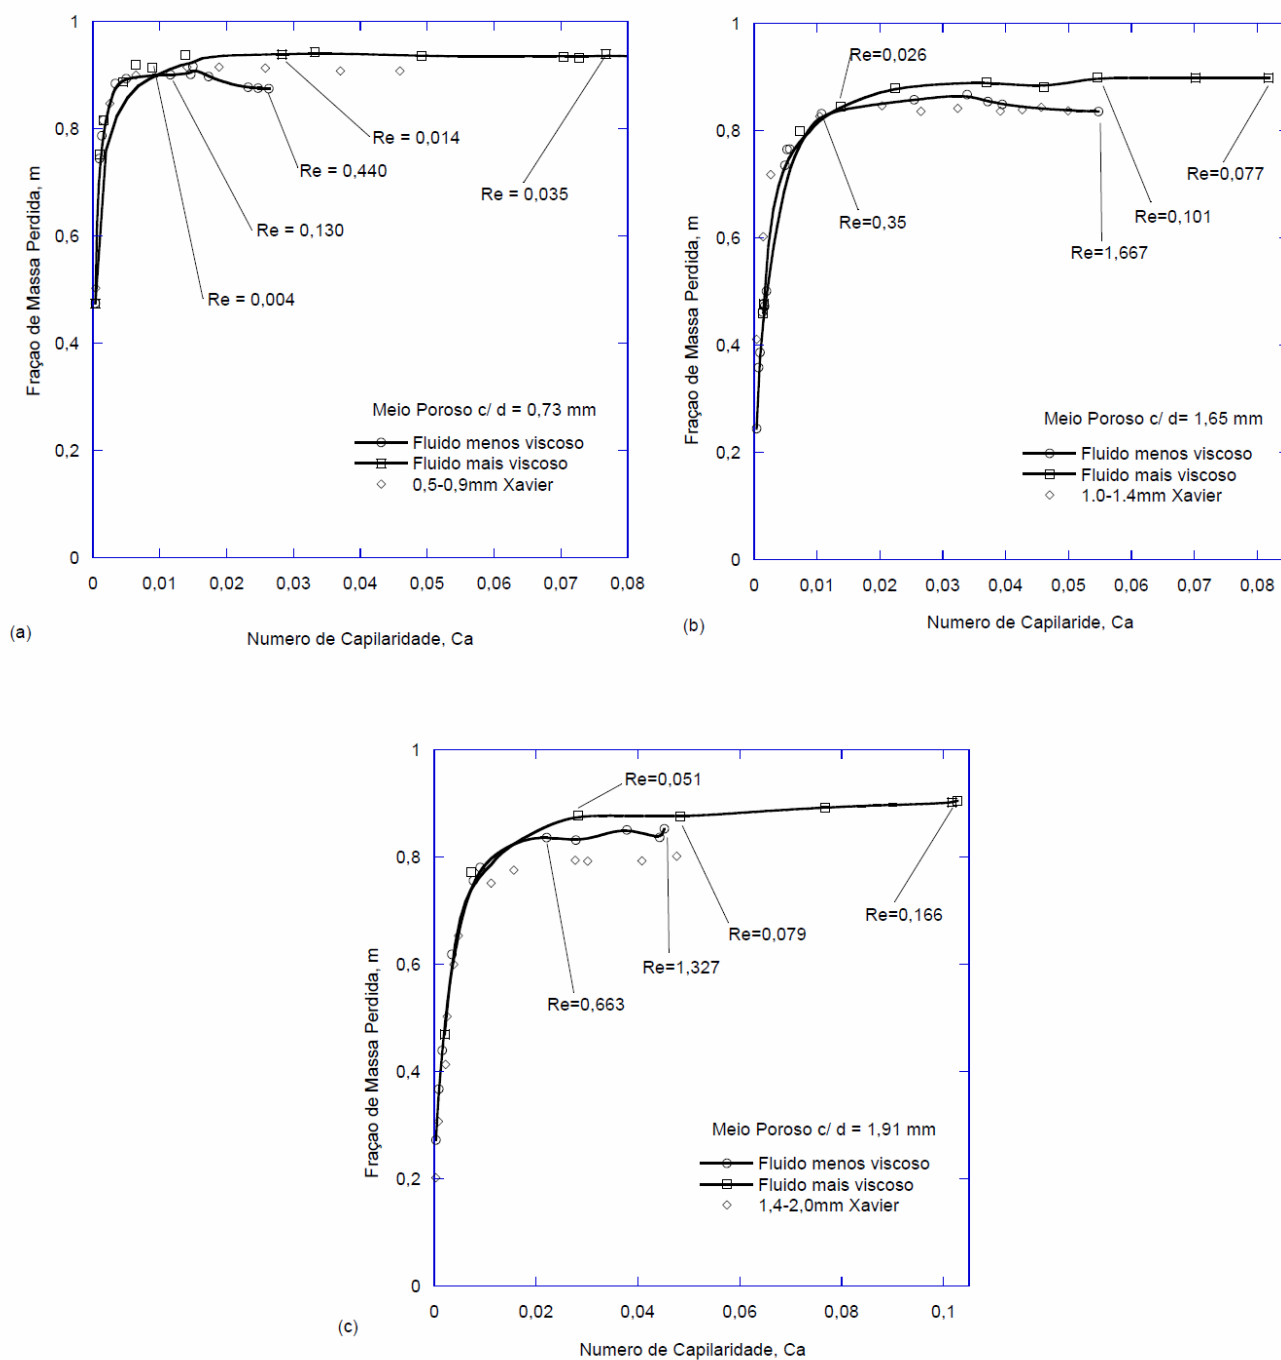 1
0,8
0,6
0,4
0,2
0
Fraçao de Massa Perdida, m
0 0,01 0,02 0,03 0,04 0,05 0,06 0,07 0,08
Numero de Capilaridade, Ca
(a)
Re = 0,014
Re = 0,440
Re = 0,035
Re = 0,130
Re = 0,004
Meio Poroso c/ d = 0,73 mm
Fluido menos viscoso
Fluido mais viscoso
0,5-0,9mm Xavier
1
0,8
0,6
0,4
0,2
0
Fraçao de Massa Perdida, m
0 0,01 0,02 0,03 0,04 0,05 0,06 0,07 0,08
Numero de Capilaride, Ca
(b)
Re=0,026
Re=0,077
Re=0,35
Re=0,101
Re=1,667
Meio Poroso c/ d= 1,65 mm
Fluido menos viscoso
Fluido mais viscoso
1.0-1.4mm Xavier
1
0,8
0,6
0,4
0,2
0
Fraçao de Massa Perdida, m
0 0,02 0,04 0,06 0,08 0,1
Numero de Capilaridade, Ca
(c)
Re=0,051
Re=0,166
Re=0,079
Re=1,327
Re=0,663
Meio Poroso c/ d = 1,91 mm
Fluido menos viscoso
Fluido mais viscoso
1,4-2,0mm Xavier